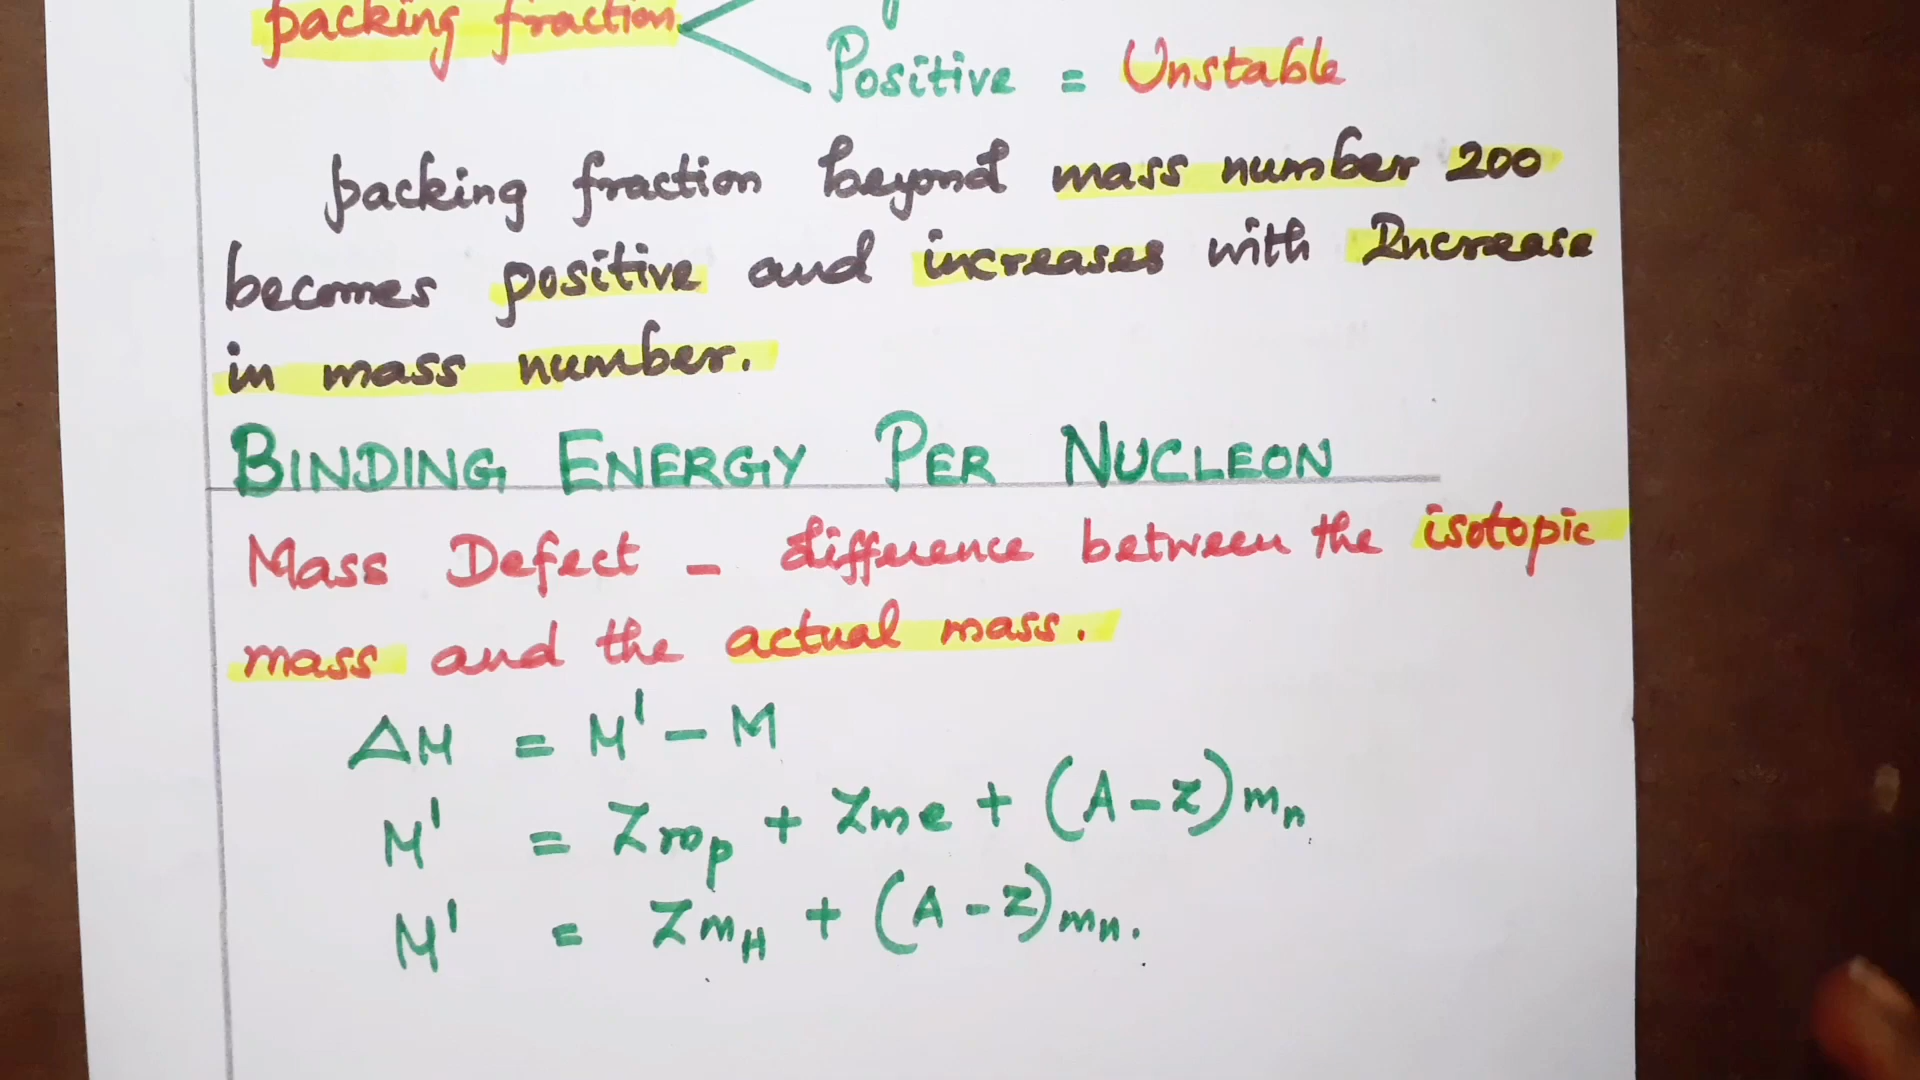 packing fraction
Positive = Unstable
packing fraction beyond mass number 200
becomes positive and increases with Increase
in mass number.
BINDING ENERGY PER NUCLEON
Mass Defect - difference between the isotopic
mass and the actual mass.
ΔM = M' - M
M' = Zmp + Zme + (A-Z)mn
M' = ZmH + (A-Z)mn.